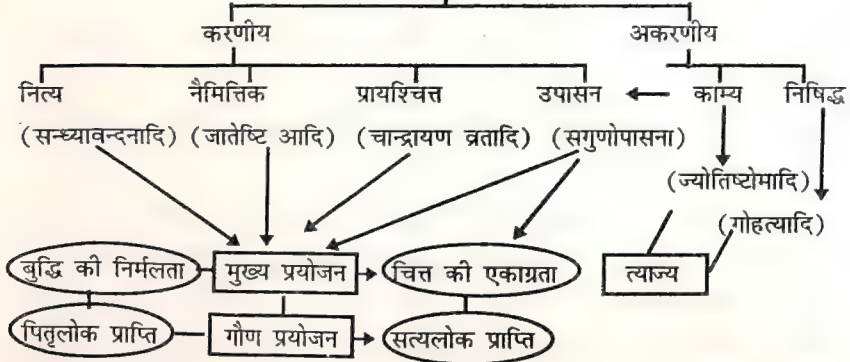 करणीय अकरणीय
नित्य नैमित्तिक प्रायश्चित्त उपासन काम्य निषिद्ध
(सन्ध्यावन्दनादि) (जातेष्टि आदि) (चान्द्रायण व्रतादि) (सगुणोपासना)
(ज्योतिष्टोमादि)
(गोहत्यादि)
बुद्धि की निर्मलता मुख्य प्रयोजन चित्त की एकाग्रता त्याज्य
पितृलोक प्राप्ति गौण प्रयोजन सत्यलोक प्राप्ति